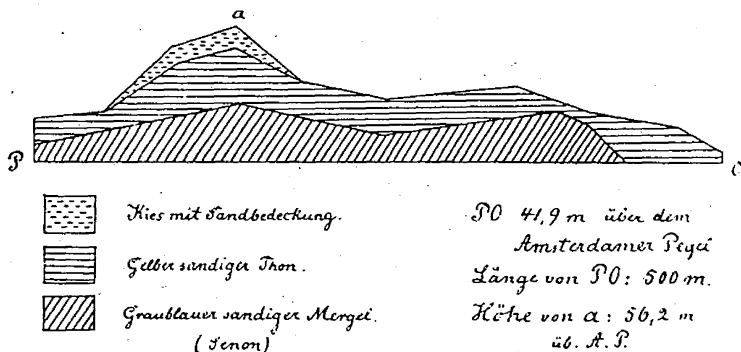 a
P
O
Kies mit Sandbedeckung.
Gelber sandiger Thon.
Graublauer sandiger Mergel.
(Senon)
PO 41,9 m über dem
Amsterdamer Pegel
Länge von PO: 500 m.
Höhe von a: 56,2 m
üb. A. P.